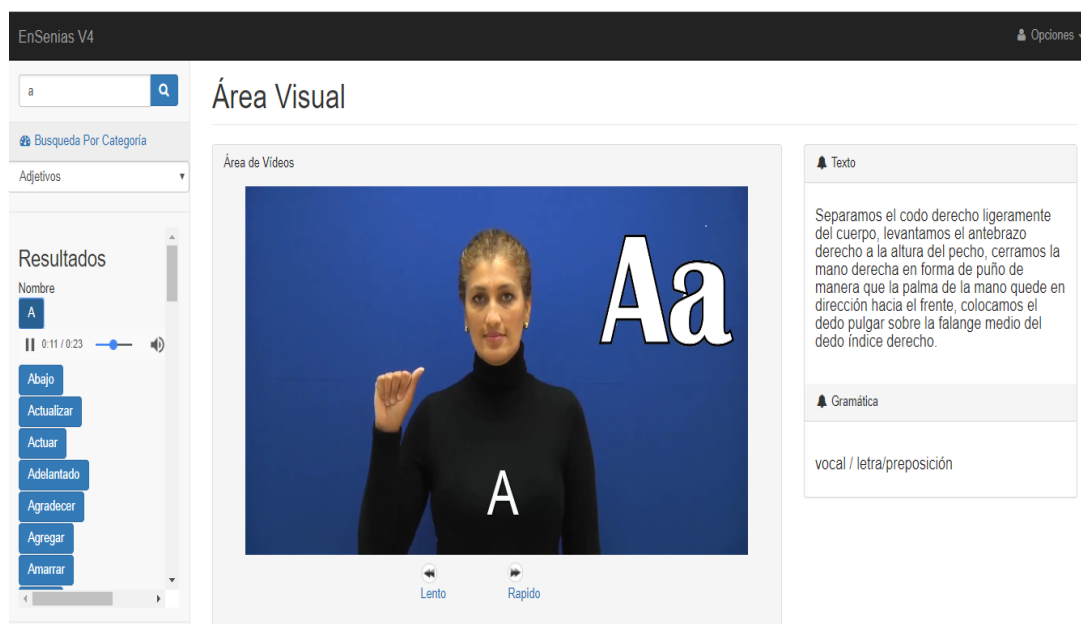 EnSenias V4
Opciones
a
Busqueda Por Categoría
Adjetivos
Resultados
Nombre
A
0:11 / 0:23
Abajo
Actualizar
Actuar
Adelantado
Agradecer
Agregar
Amarrar
Área Visual
Área de Vídeos
Aa
A
Lento
Rapido
Texto
Separamos el codo derecho ligeramente
del cuerpo, levantamos el antebrazo
derecho a la altura del pecho, cerramos la
mano derecha en forma de puño de
manera que la palma de la mano quede en
dirección hacia el frente, colocamos el
dedo pulgar sobre la falange medio del
dedo índice derecho.
Gramática
vocal / letra/preposición